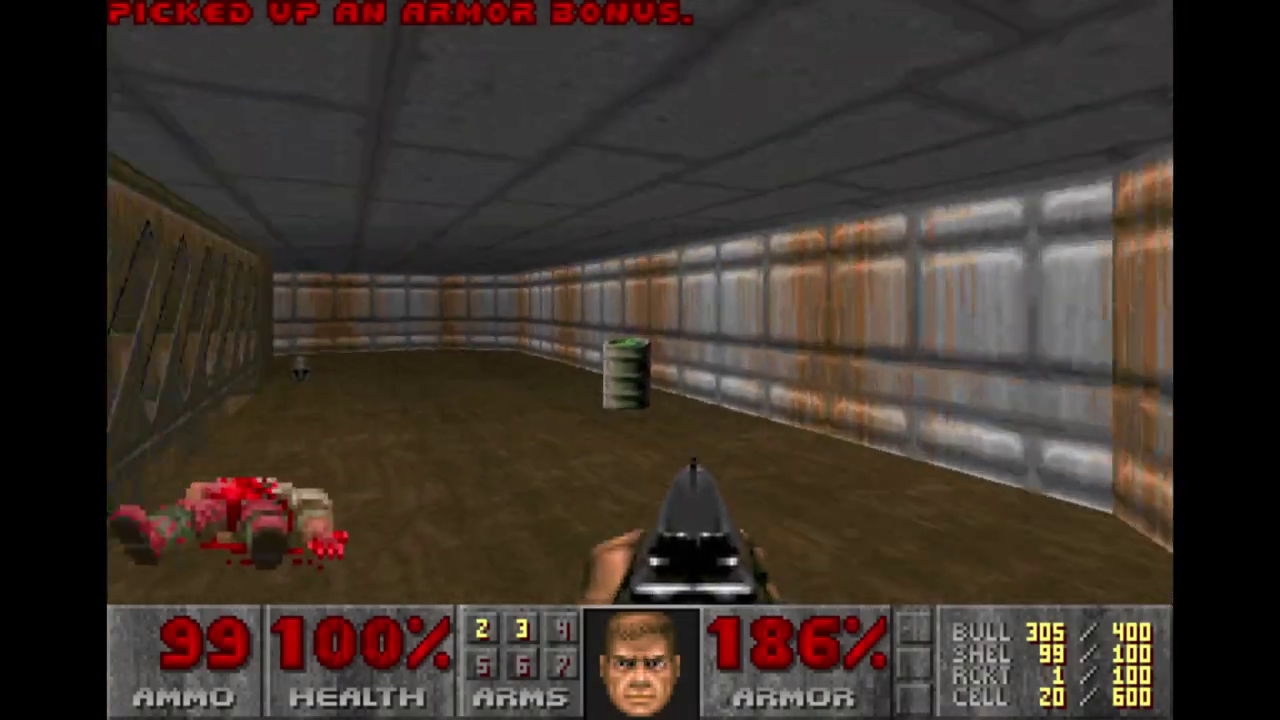 PICKED UP AN ARMOR BONUS.
99 100% 2 3 4 186% BULL 305 / 400
SHEL 99 / 100
5 6 7 RCKT 1 / 100
AMMO HEALTH ARMS ARMOR CELL 20 / 600